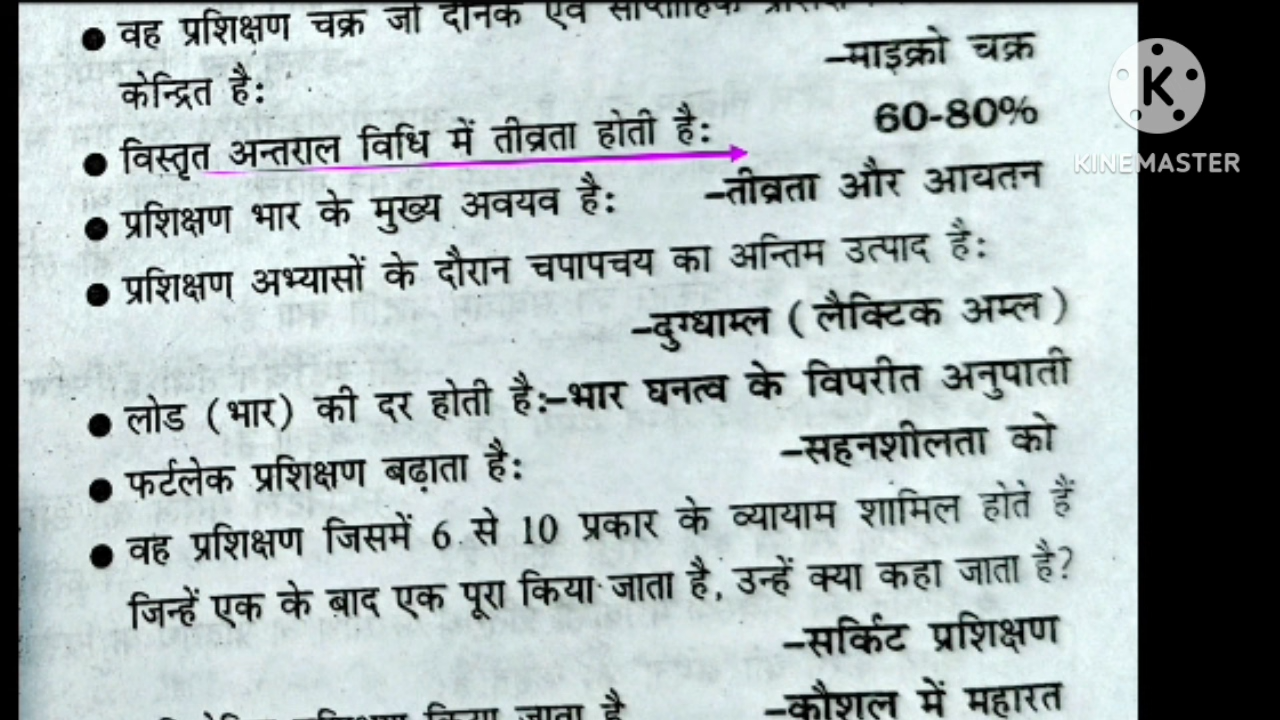 ● वह प्रशिक्षण चक्र जो दैनिक एवं साप्ताहिक
केन्द्रित है: –माइक्रो चक्र
● विस्तृत अन्तराल विधि में तीव्रता होती है: 60-80%
● प्रशिक्षण भार के मुख्य अवयव है: –तीव्रता और आयतन
● प्रशिक्षण अभ्यासों के दौरान चपापचय का अन्तिम उत्पाद है:
–दुग्धाम्ल (लैक्टिक अम्ल)
● लोड (भार) की दर होती है:–भार घनत्व के विपरीत अनुपाती
● फर्टलेक प्रशिक्षण बढ़ाता है: –सहनशीलता को
● वह प्रशिक्षण जिसमें 6 से 10 प्रकार के व्यायाम शामिल होते हैं
जिन्हें एक के बाद एक पूरा किया जाता है, उन्हें क्या कहा जाता है?
–सर्किट प्रशिक्षण
किया जाता है –कौशल में महारत
K
KINEMASTER